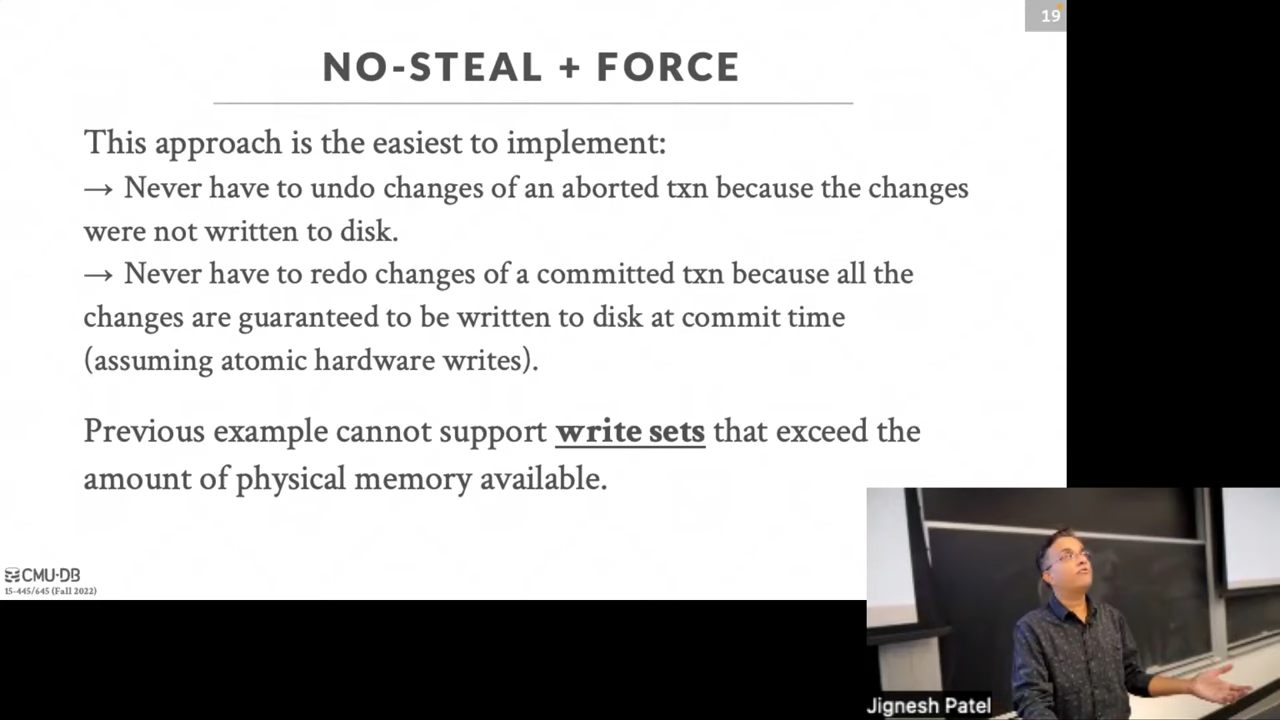 19
NO-STEAL + FORCE
This approach is the easiest to implement:
→ Never have to undo changes of an aborted txn because the changes
were not written to disk.
→ Never have to redo changes of a committed txn because all the
changes are guaranteed to be written to disk at commit time
(assuming atomic hardware writes).
Previous example cannot support write sets that exceed the
amount of physical memory available.
CMU·DB
15-445/645 (Fall 2022)
Jignesh Patel